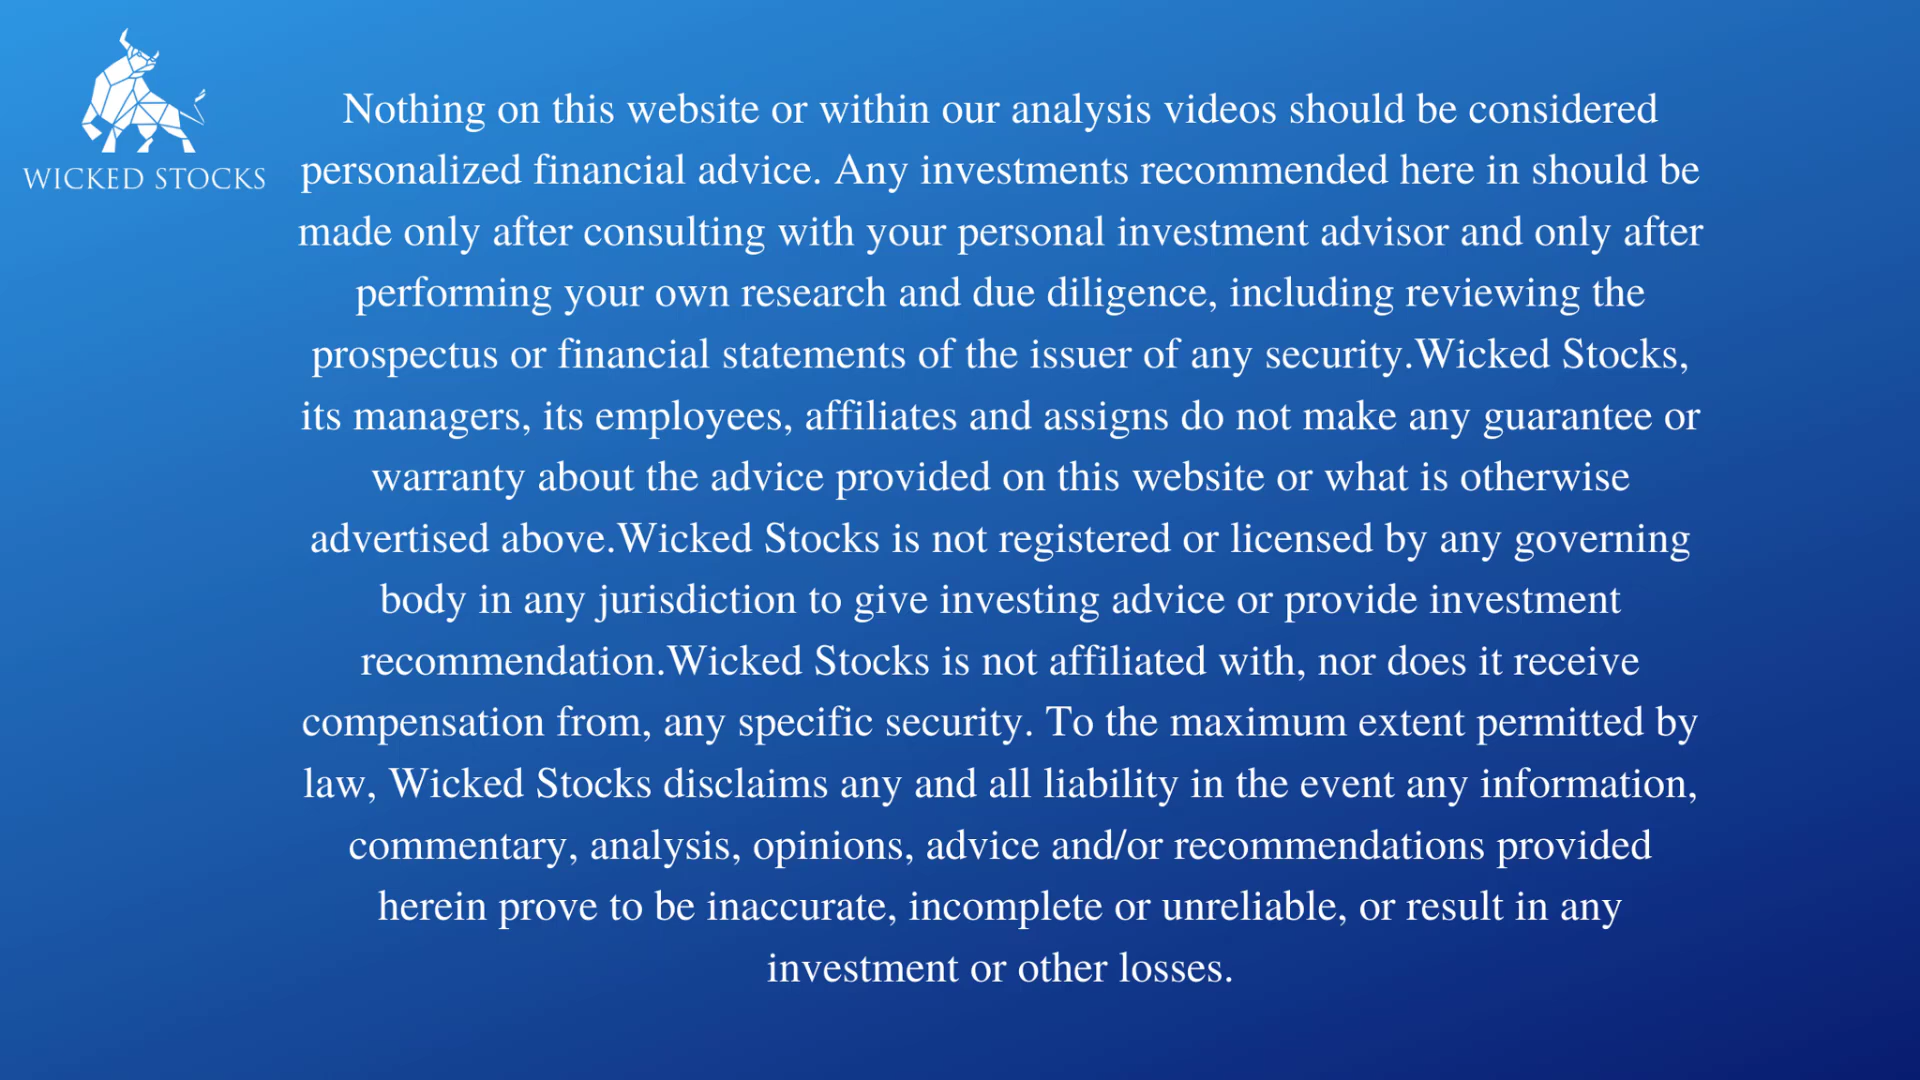 WICKED STOCKS
Nothing on this website or within our analysis videos should be considered
personalized financial advice. Any investments recommended here in should be
made only after consulting with your personal investment advisor and only after
performing your own research and due diligence, including reviewing the
prospectus or financial statements of the issuer of any security.Wicked Stocks,
its managers, its employees, affiliates and assigns do not make any guarantee or
warranty about the advice provided on this website or what is otherwise
advertised above.Wicked Stocks is not registered or licensed by any governing
body in any jurisdiction to give investing advice or provide investment
recommendation.Wicked Stocks is not affiliated with, nor does it receive
compensation from, any specific security. To the maximum extent permitted by
law, Wicked Stocks disclaims any and all liability in the event any information,
commentary, analysis, opinions, advice and/or recommendations provided
herein prove to be inaccurate, incomplete or unreliable, or result in any
investment or other losses.